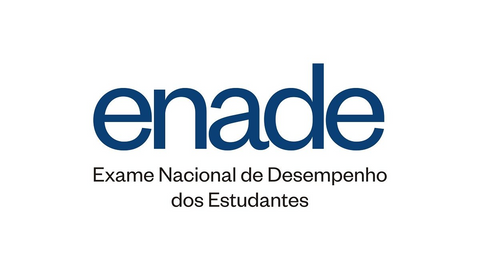 enade
Exame Nacional de Desempenho
dos Estudantes